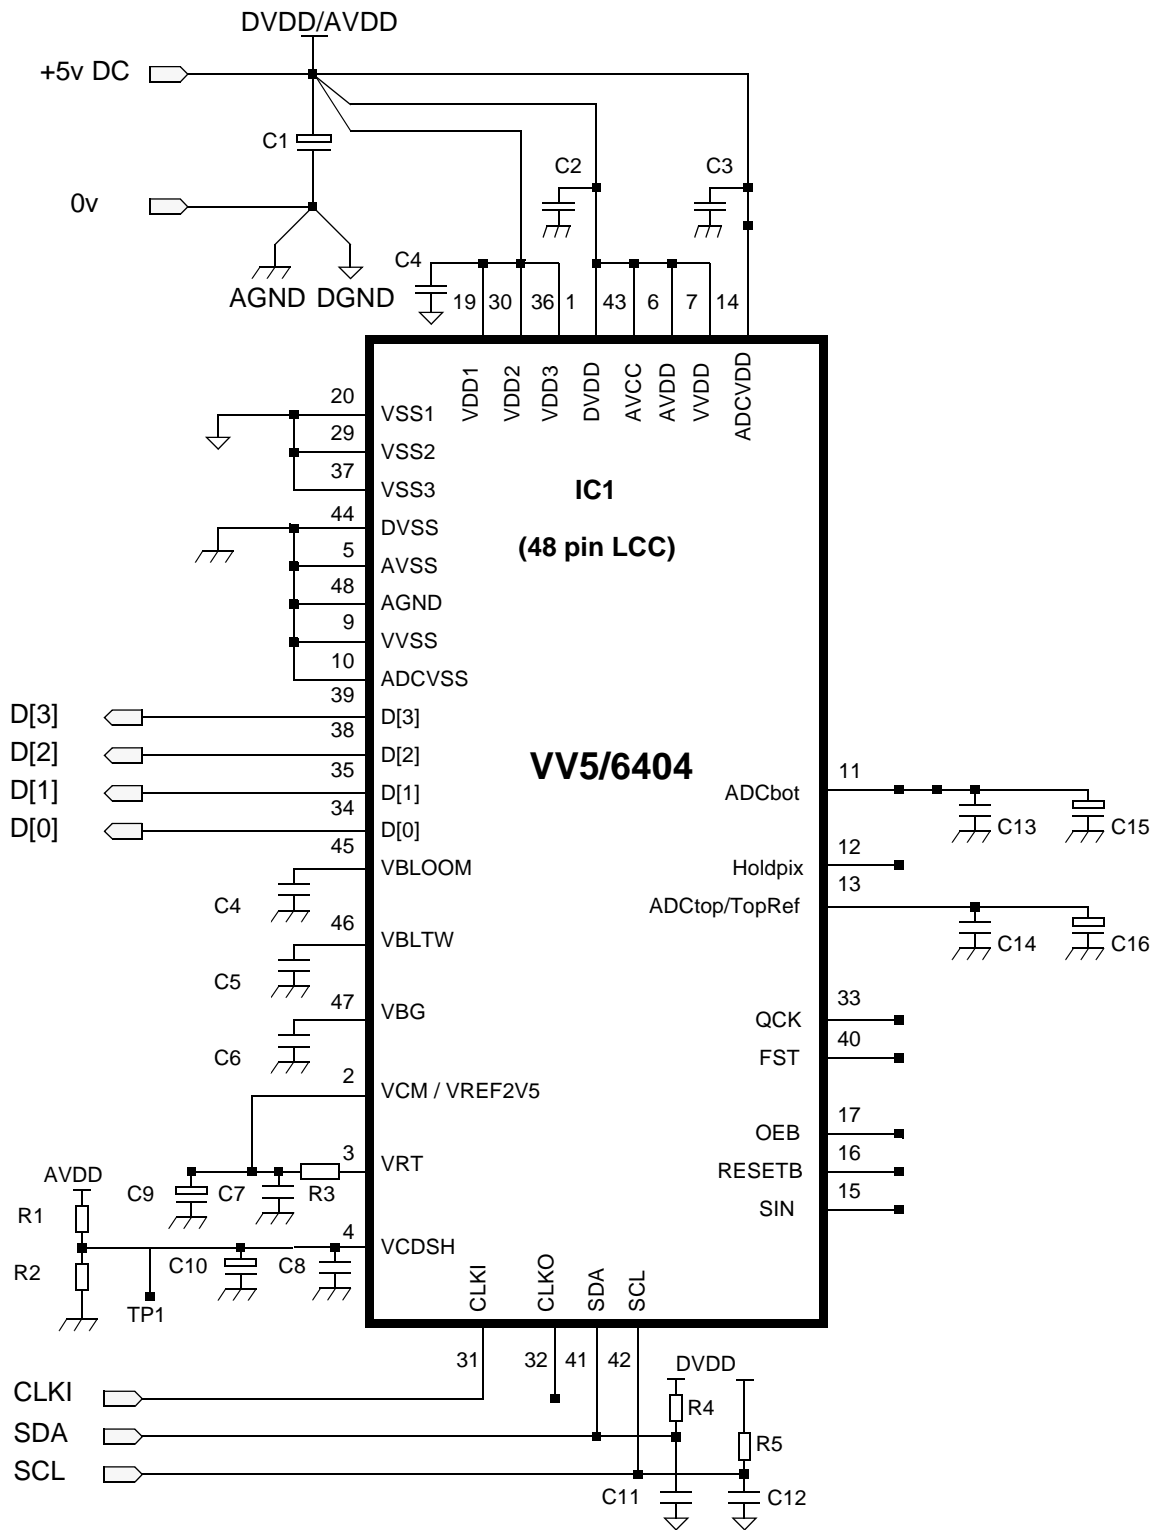 DVDD/AVDD
+5v DC
C1
C2
C3
0v
C4
AGND DGND
19 30 36 1 43 6 7 14
VDD1
VDD2
VDD3
DVDD
AVCC
AVDD
VVDD
ADCVDD
20
VSS1
29
VSS2
37
VSS3
IC1
44
DVSS
(48 pin LCC)
5
AVSS
48
AGND
9
VVSS
10
ADCVSS
39
D[3]
D[3]
38
D[2]
D[2]
VV5/6404
35
D[1]
D[1]
34
D[0]
D[0]
11
ADCbot
C13
C15
45
VBLOOM
C4
12
Holdpix
13
ADCtop/TopRef
C14
C16
46
VBLTW
C5
47
VBG
C6
33
QCK
40
FST
2
VCM / VREF2V5
17
OEB
3
VRT
16
RESETB
15
SIN
AVDD
C9
C7
R3
R1
4
VCDSH
R2
C10
C8
TP1
CLKI
CLKO
SDA
SCL
31 32 41 42
DVDD
CLKI
R4
SDA
R5
SCL
C11
C12